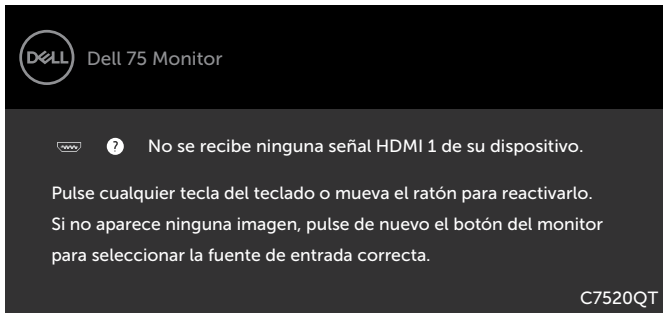 DELL
Dell 75 Monitor
? No se recibe ninguna señal HDMI 1 de su dispositivo.
Pulse cualquier tecla del teclado o mueva el ratón para reactivarlo.
Si no aparece ninguna imagen, pulse de nuevo el botón del monitor
para seleccionar la fuente de entrada correcta.
C7520QT